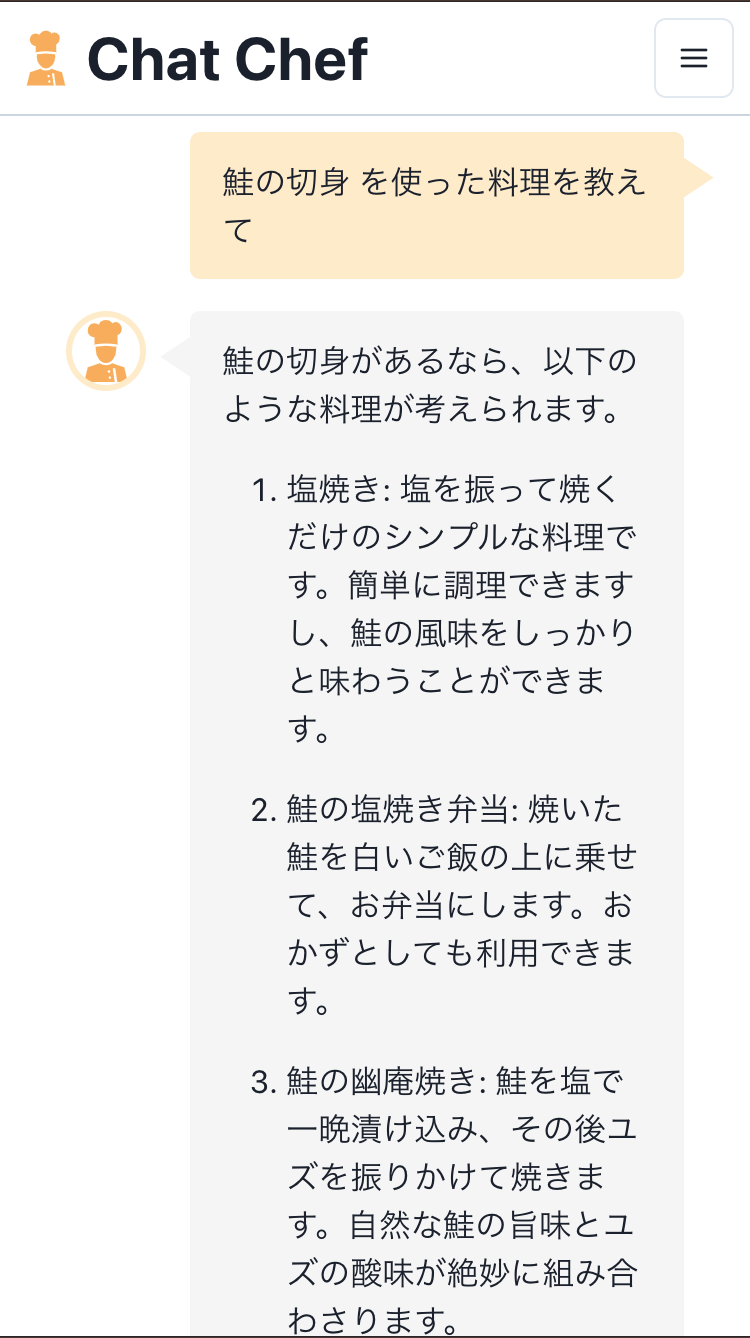 Chat Chef
鮭の切身 を使った料理を教え
て
鮭の切身があるなら、以下の
ような料理が考えられます。
1. 塩焼き: 塩を振って焼く
だけのシンプルな料理で
す。簡単に調理できます
し、鮭の風味をしっかり
と味わうことができま
す。
2. 鮭の塩焼き弁当: 焼いた
鮭を白いご飯の上に乗せ
て、お弁当にします。お
かずとしても利用できま
す。
3. 鮭の幽庵焼き: 鮭を塩で
一晩漬け込み、その後ユ
ズを振りかけて焼きま
す。自然な鮭の旨味とユ
ズの酸味が絶妙に組み合
わさります。